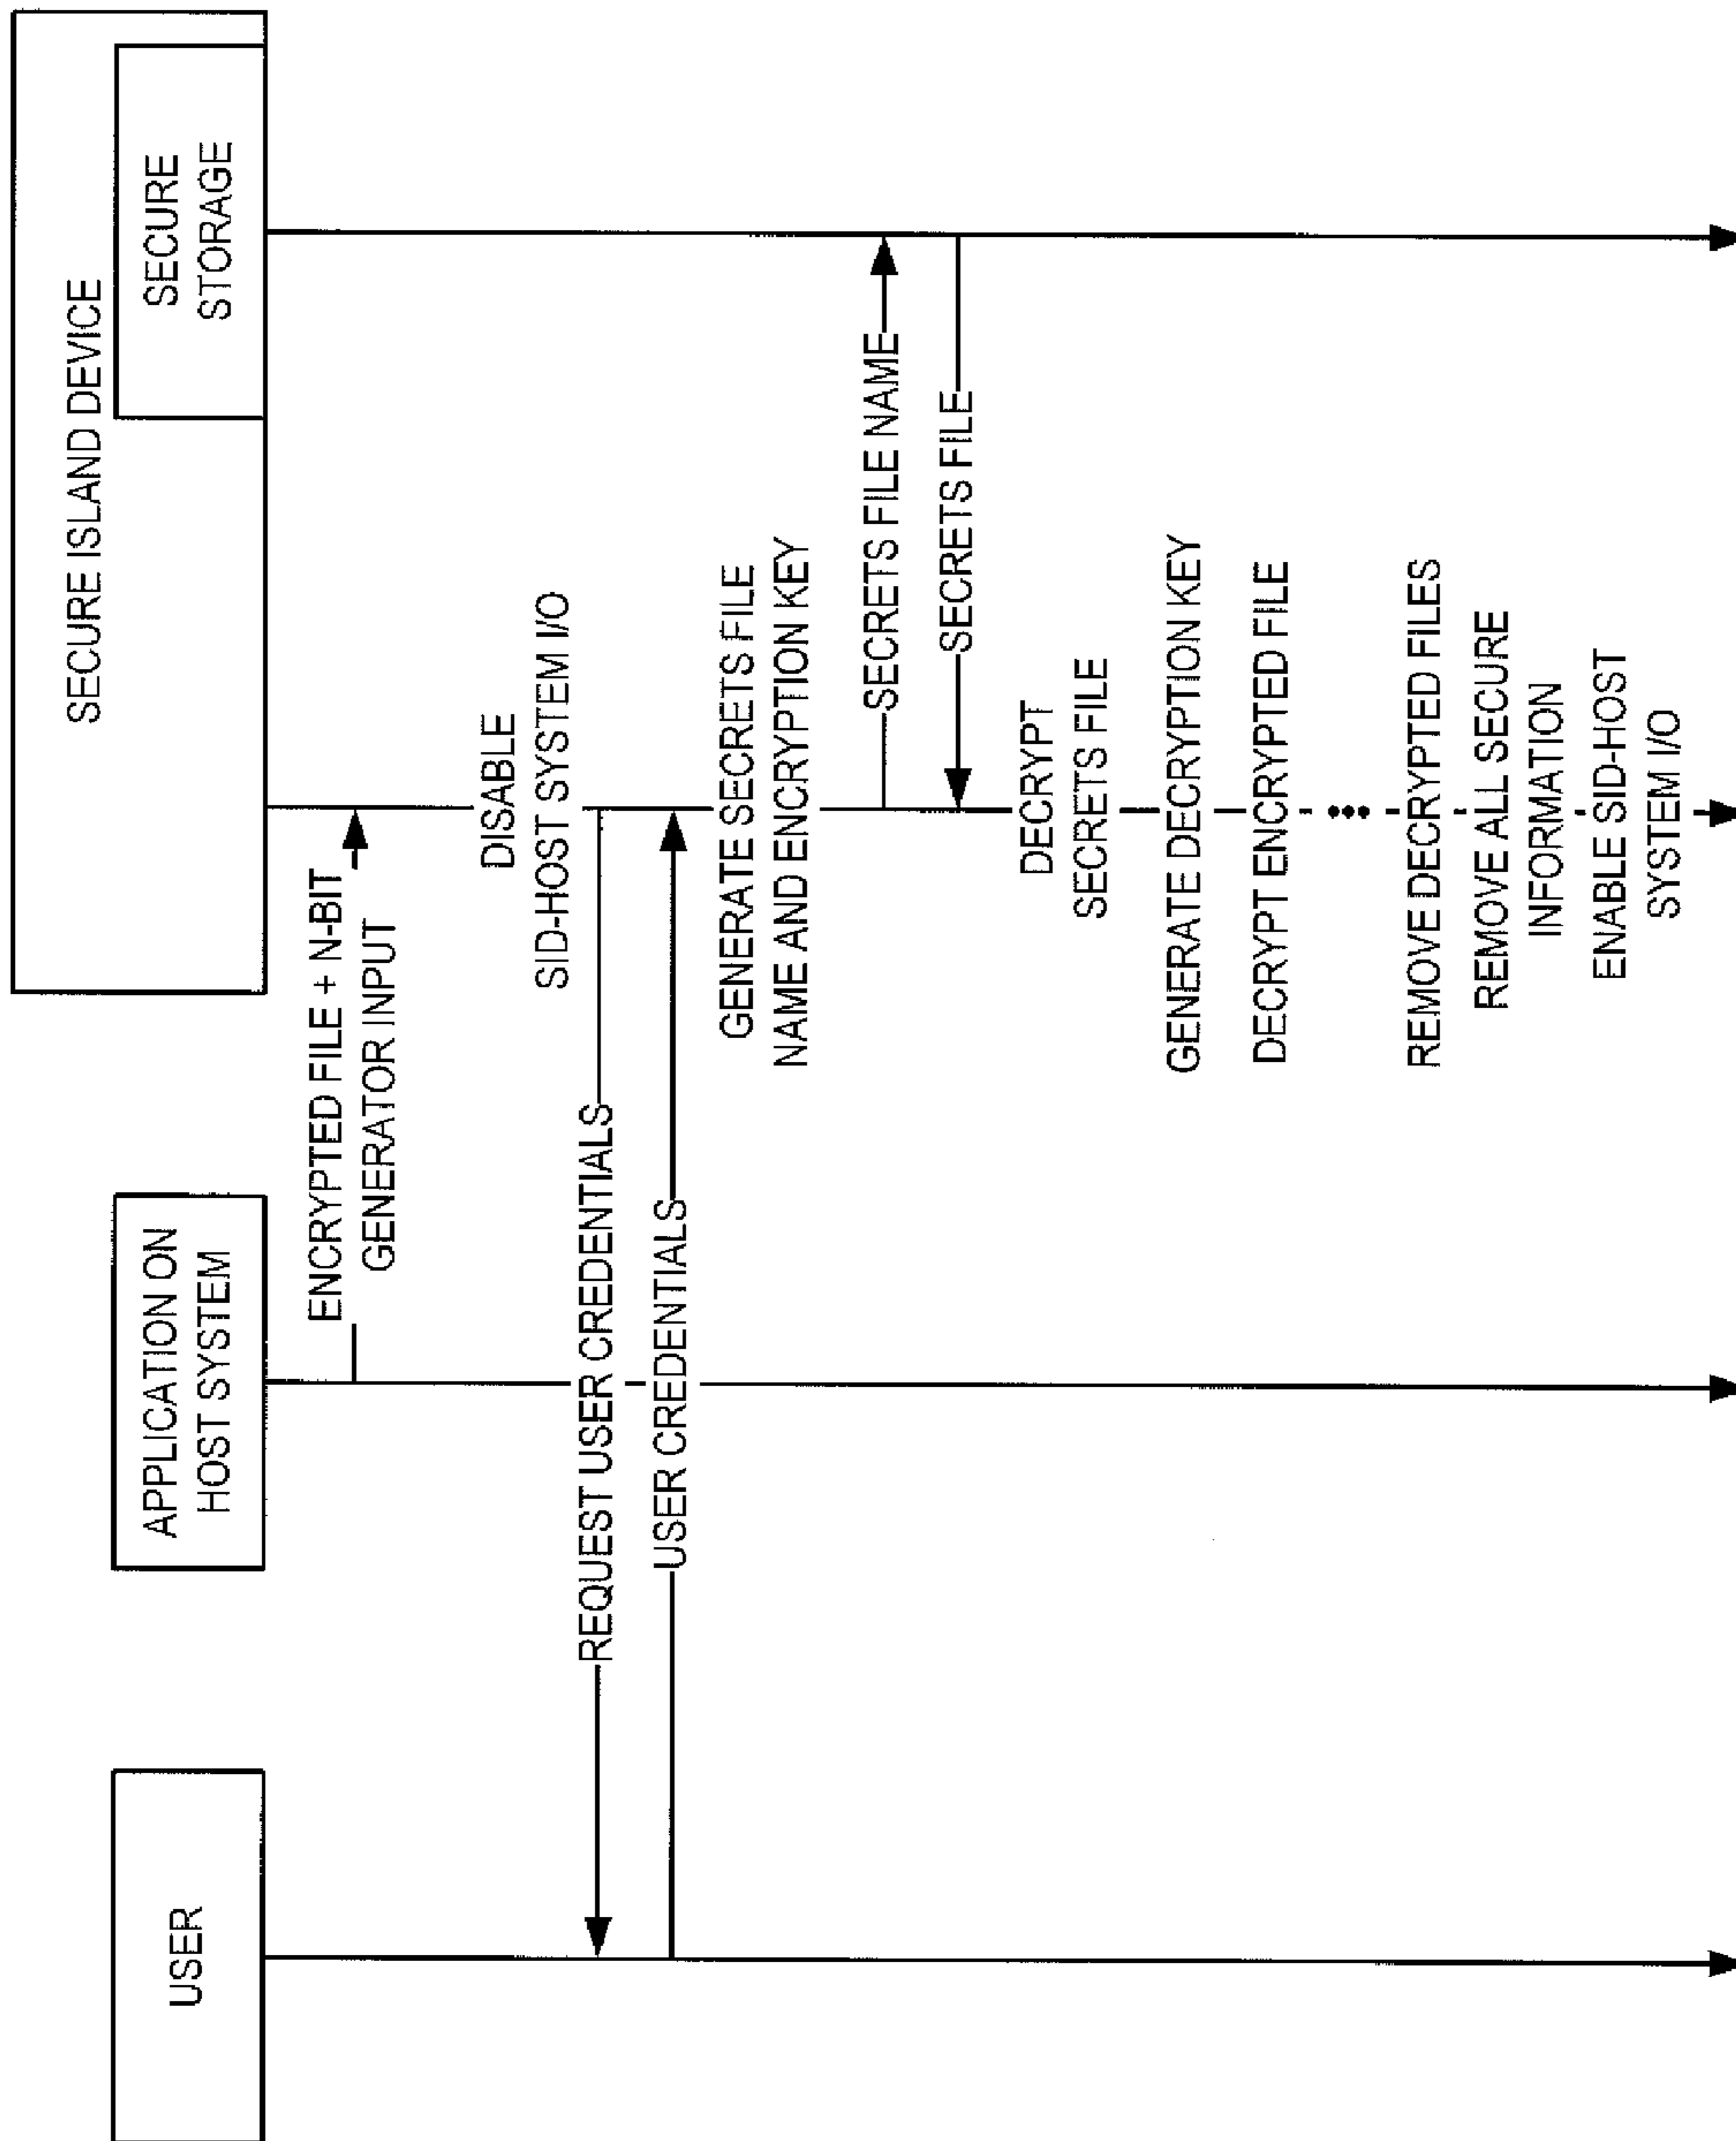 USER
APPLICATION ON
HOST SYSTEM
SECURE ISLAND DEVICE
SECURE
STORAGE
ENCRYPTED FILE + N-BIT
GENERATOR INPUT
DISABLE
SID-HOST SYSTEM I/O
REQUEST USER CREDENTIALS
USER CREDENTIALS
GENERATE SECRETS FILE
NAME AND ENCRYPTION KEY
SECRETS FILE NAME
SECRETS FILE
DECRYPT
SECRETS FILE
GENERATE DECRYPTION KEY
DECRYPT ENCRYPTED FILE
REMOVE DECRYPTED FILES
REMOVE ALL SECURE
INFORMATION
ENABLE SID-HOST
SYSTEM I/O